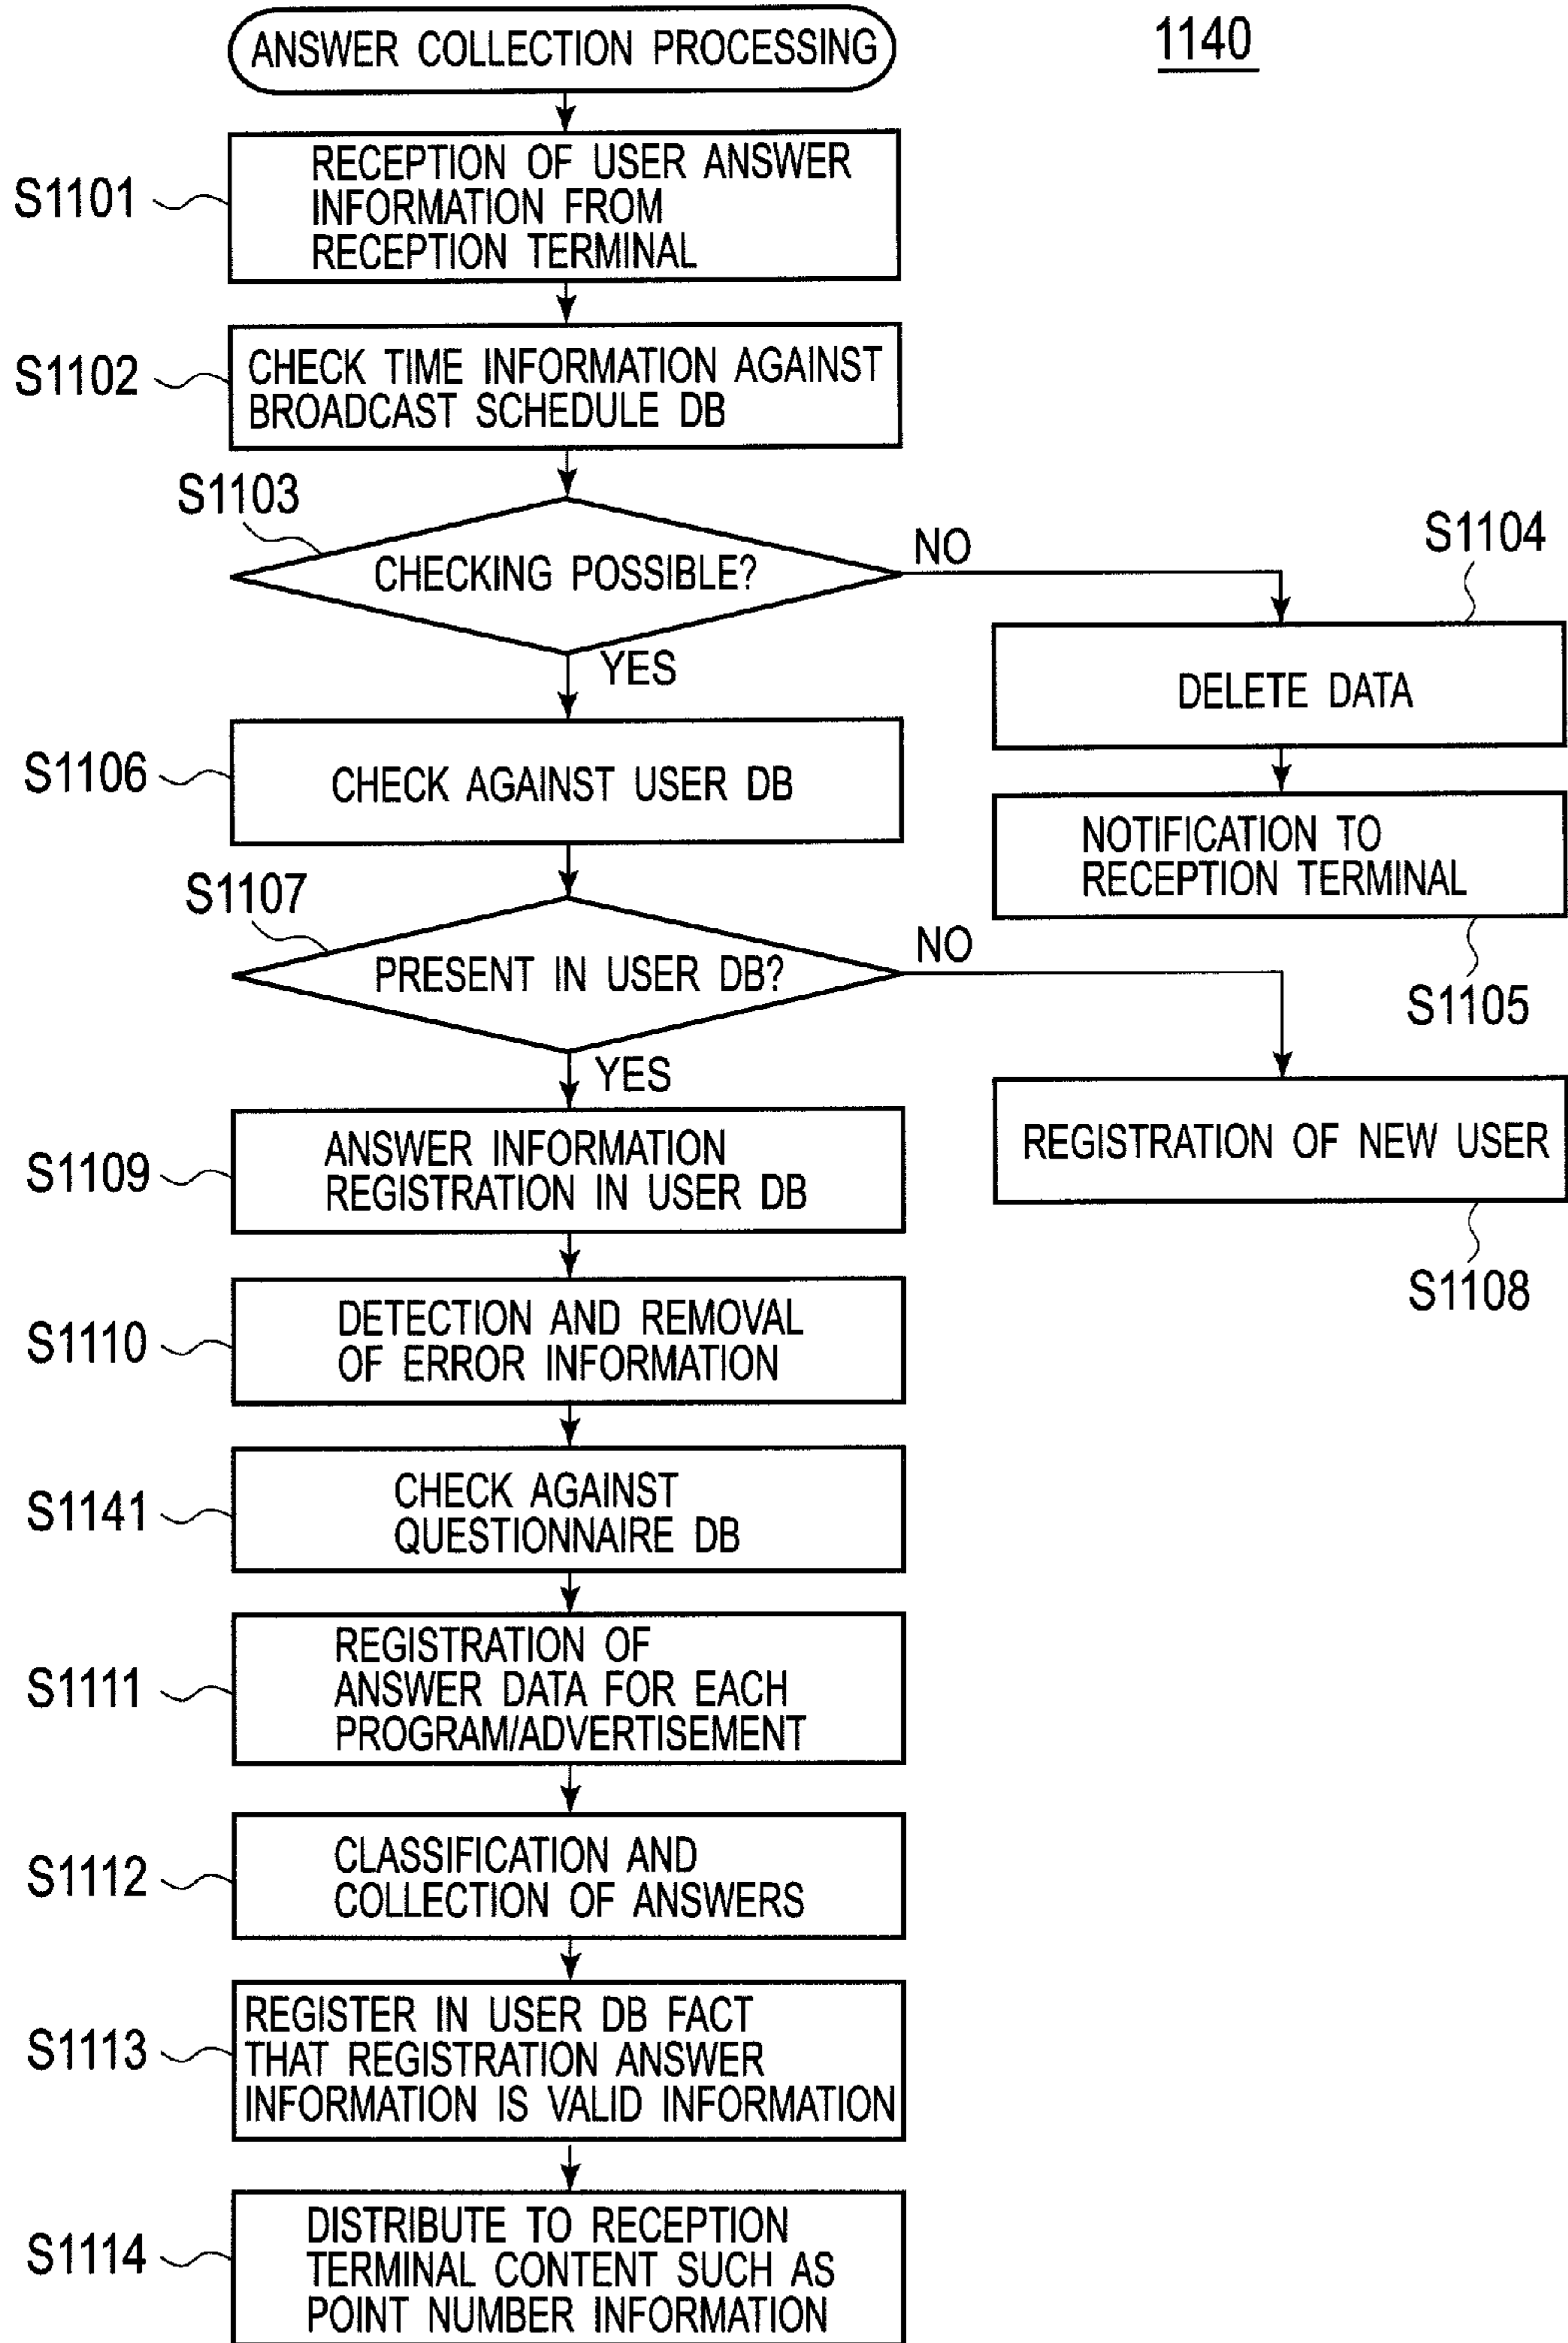 ANSWER COLLECTION PROCESSING
1140
S1101
RECEPTION OF USER ANSWER
INFORMATION FROM
RECEPTION TERMINAL
S1102
CHECK TIME INFORMATION AGAINST
BROADCAST SCHEDULE DB
S1103
CHECKING POSSIBLE?
NO
YES
S1104
DELETE DATA
NOTIFICATION TO
RECEPTION TERMINAL
S1105
S1106
CHECK AGAINST USER DB
S1107
PRESENT IN USER DB?
NO
YES
REGISTRATION OF NEW USER
S1108
S1109
ANSWER INFORMATION
REGISTRATION IN USER DB
S1110
DETECTION AND REMOVAL
OF ERROR INFORMATION
S1141
CHECK AGAINST
QUESTIONNAIRE DB
S1111
REGISTRATION OF
ANSWER DATA FOR EACH
PROGRAM/ADVERTISEMENT
S1112
CLASSIFICATION AND
COLLECTION OF ANSWERS
S1113
REGISTER IN USER DB FACT
THAT REGISTRATION ANSWER
INFORMATION IS VALID INFORMATION
S1114
DISTRIBUTE TO RECEPTION
TERMINAL CONTENT SUCH AS
POINT NUMBER INFORMATION